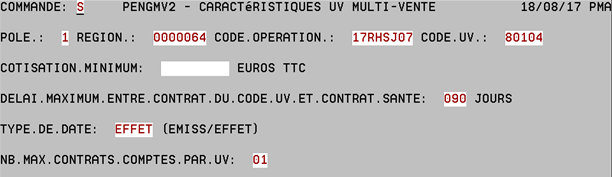 COMMANDE: S PENGMV2 - CARACTéRISTIQUES UV MULTI-VENTE 18/08/17 PMA
POLE.: 1 REGION.: 0000064 CODE.OPERATION.: 17RHSJ07 CODE.UV.: 80104
COTISATION.MINIMUM: EUROS TTC
DELAI.MAXIMUM.ENTRE.CONTRAT.DU.CODE.UV.ET.CONTRAT.SANTE: 090 JOURS
TYPE.DE.DATE: EFFET (EMISS/EFFET)
NB.MAX.CONTRATS.COMPTES.PAR.UV: 01